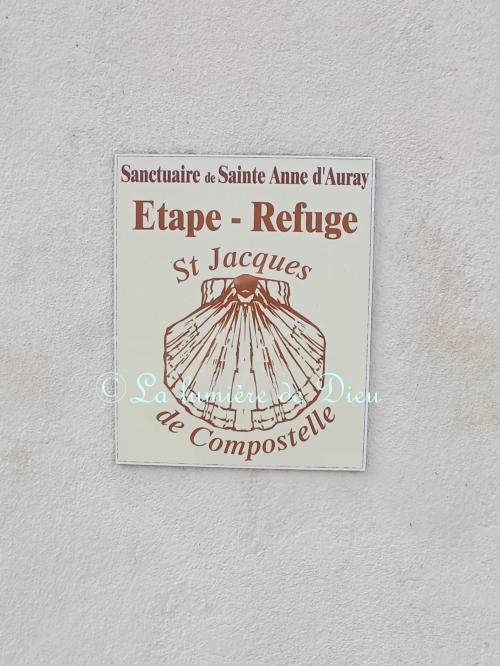 Sanctuaire de Sainte Anne d'Auray
Etape - Refuge
St Jacques
© La lumière de Dieu
de Compostelle